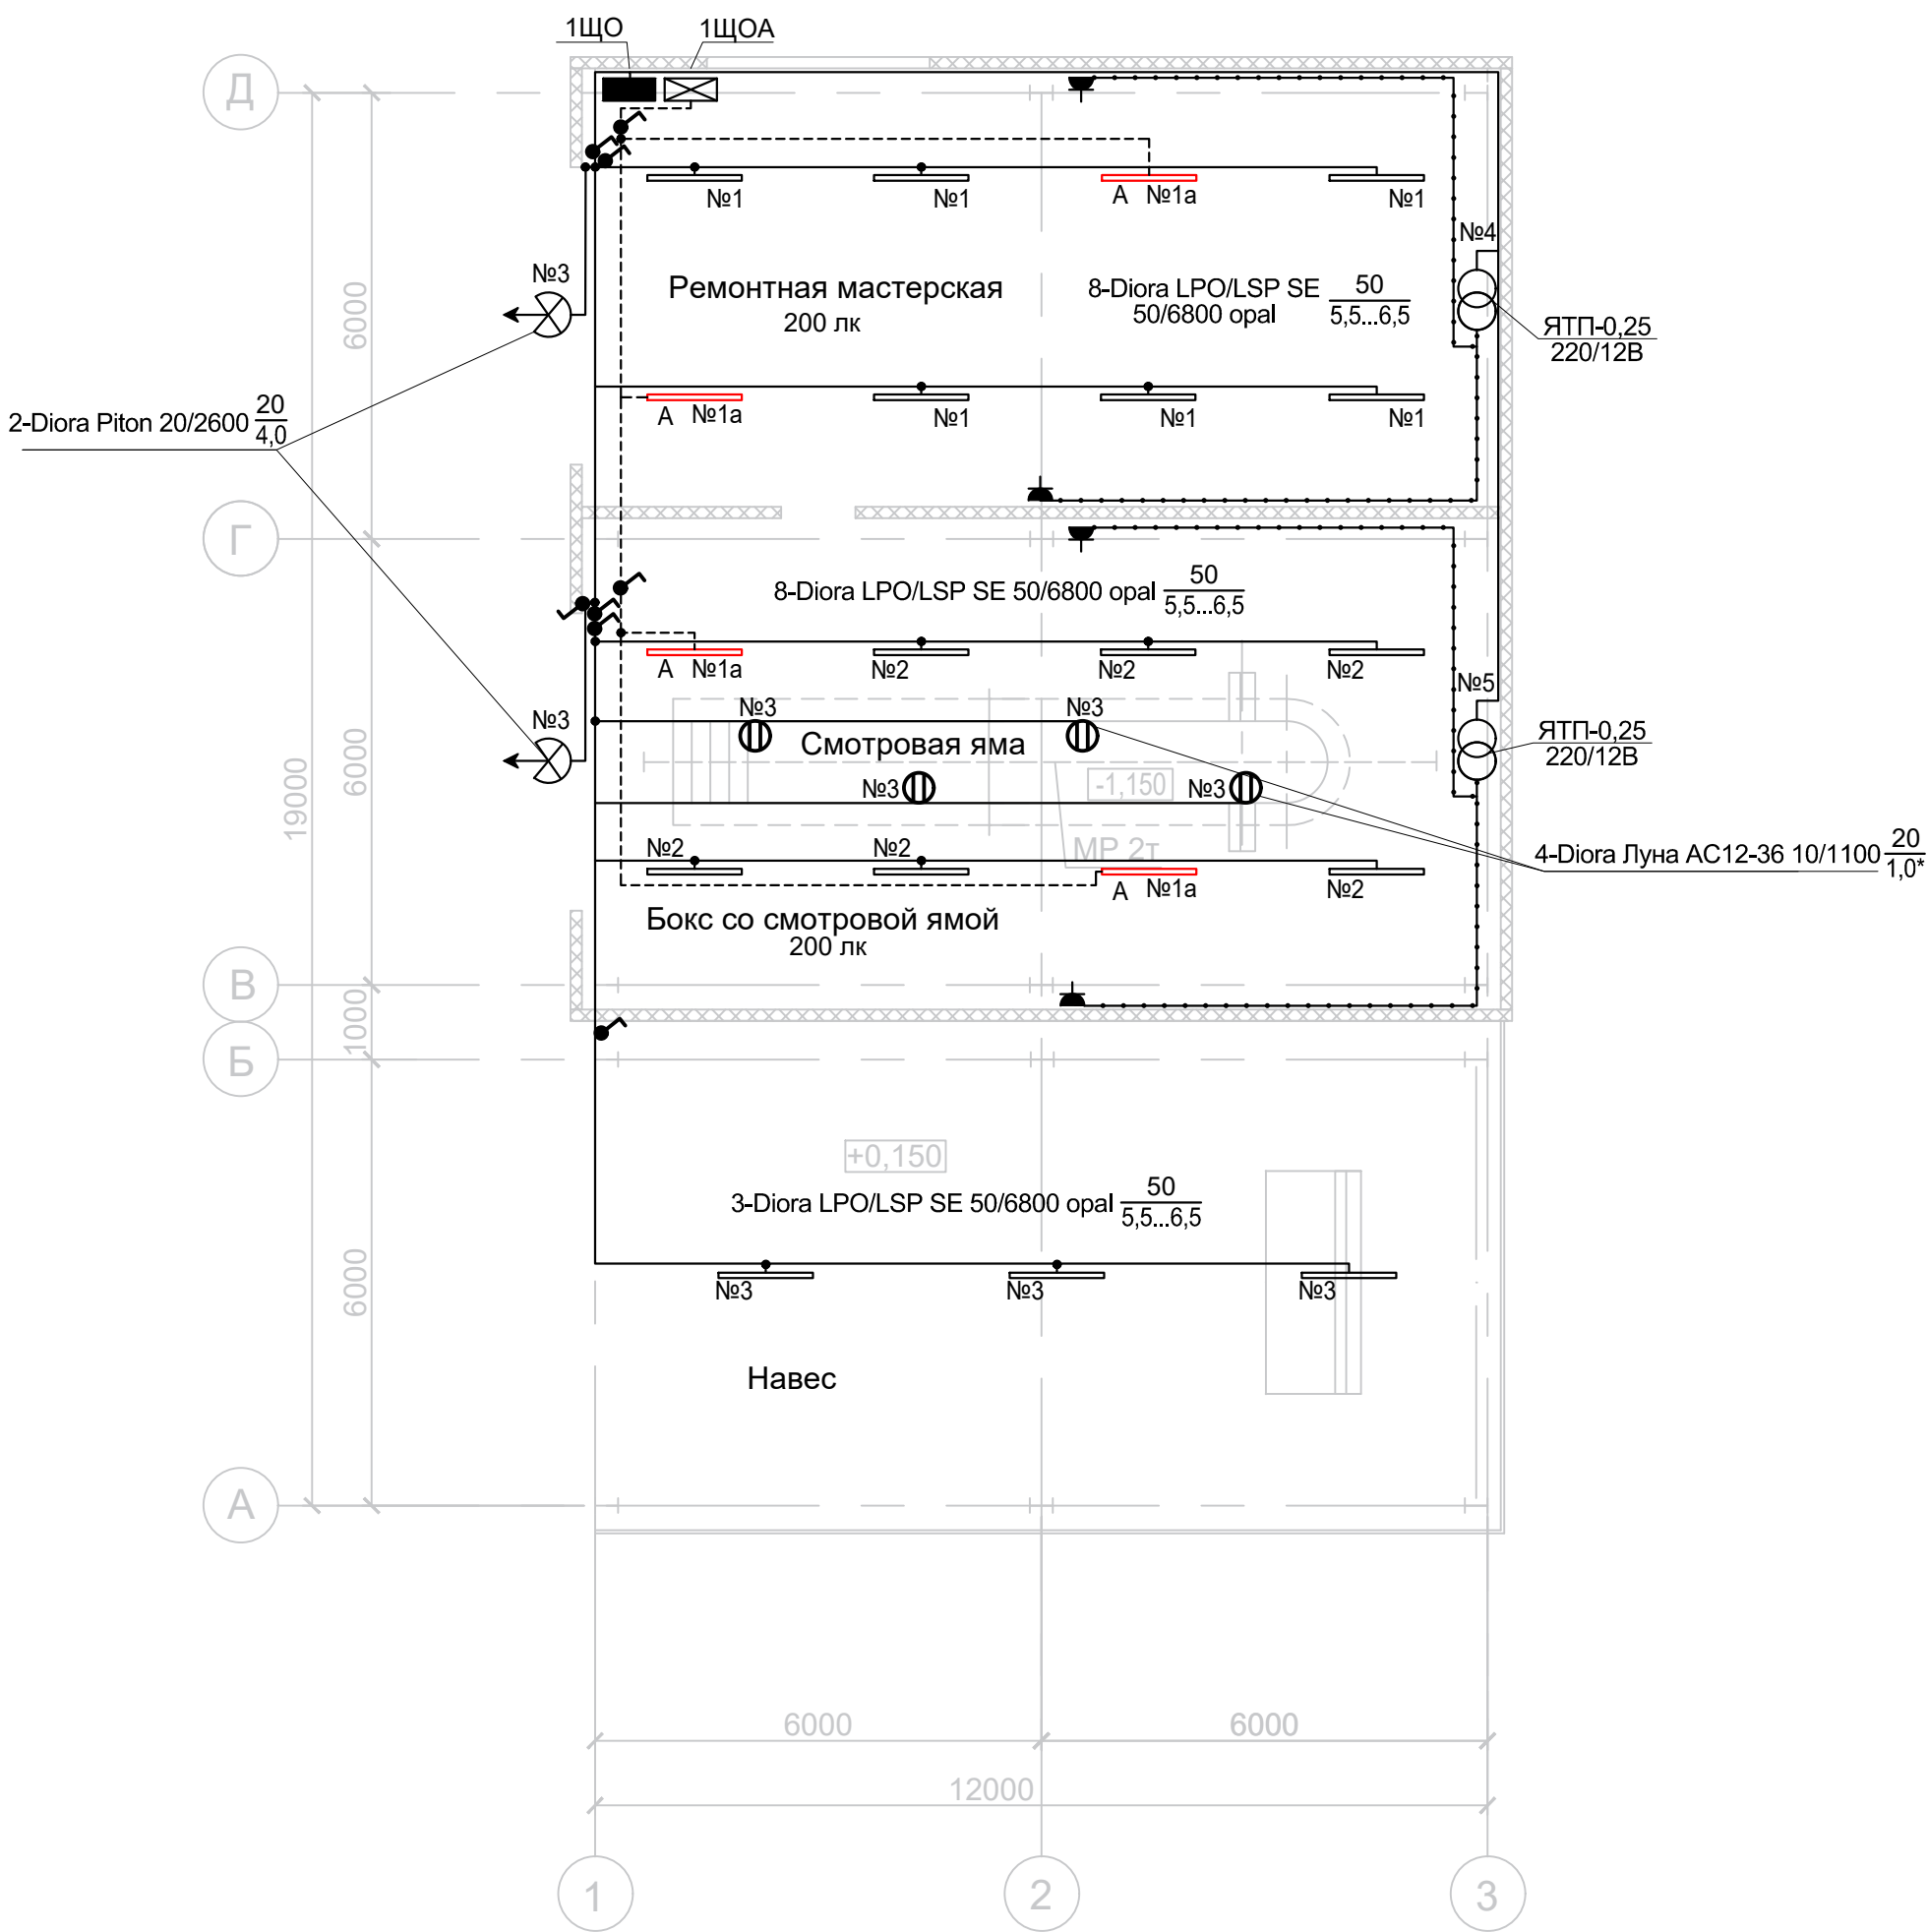 1ЩО
1ЩОА
Д
№1
№1
А №1а
№1
№4
№3
Ремонтная мастерская
200 лк
8-Diora LPO/LSP SE
50/6800 opal
50
5,5...6,5
6000
ЯТП-0,25
220/12В
2-Diora Piton 20/2600
20
4,0
А №1а
№1
№1
№1
Г
8-Diora LPO/LSP SE 50/6800 opal
50
5,5...6,5
А №1а
№2
№2
№2
№5
№3
№3
№3
Смотровая яма
ЯТП-0,25
220/12В
6000
19000
№3
-1,150
№3
№2
№2
МР 2т
4-Diora Луна АС12-36 10/1100
20
1,0*
А №1а
№2
Бокс со смотровой ямой
200 лк
В
1000
Б
+0,150
3-Diora LPO/LSP SE 50/6800 opal
50
5,5...6,5
6000
№3
№3
№3
Навес
А
6000
6000
12000
1
2
3